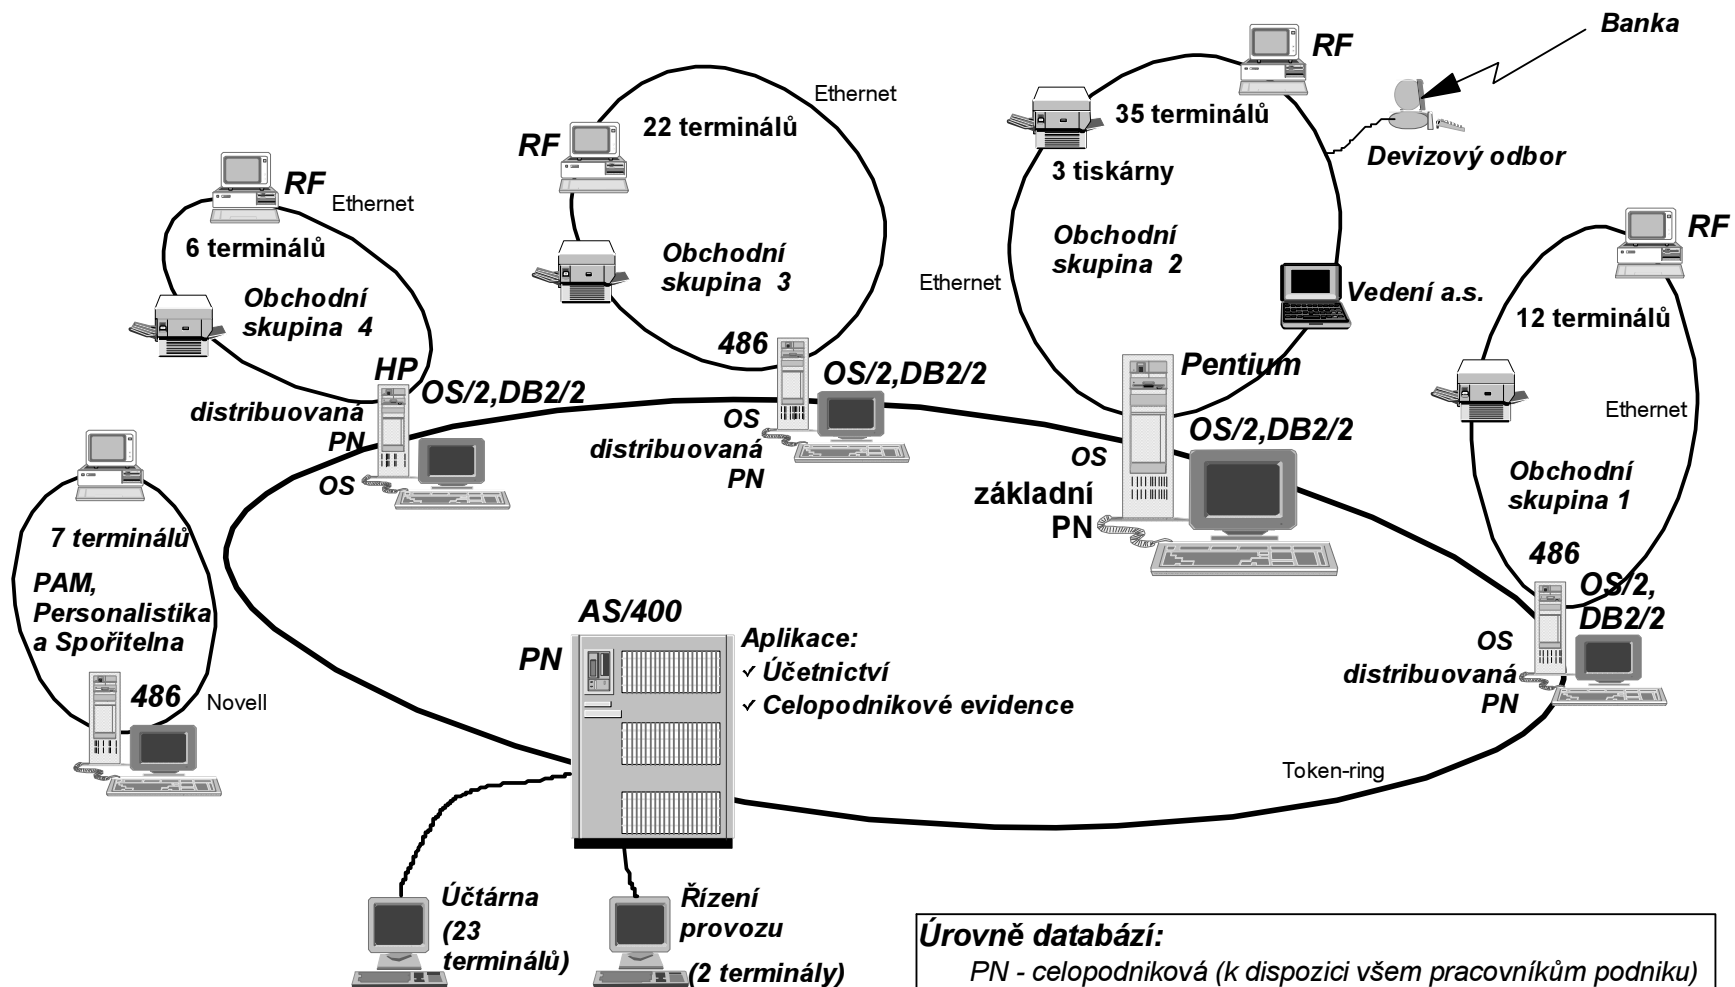 Banka
RF
Ethernet
35 terminálů
22 terminálů
RF
Devizový odbor
3 tiskárny
RF
Ethernet
RF
6 terminálů
Obchodní
skupina 2
Obchodní
skupina 3
Ethernet
Vedení a.s.
Obchodní
skupina 4
12 terminálů
486
Pentium
HP
OS/2,DB2/2
OS/2,DB2/2
distribuovaná
PN
OS
OS
distribuovaná
PN
OS/2,DB2/2
OS
základní
PN
Ethernet
Obchodní
skupina 1
7 terminálů
PAM,
Personalistika
a Spořitelna
486
Novell
486
OS/2,
DB2/2
OS
distribuovaná
PN
AS/400
PN
Aplikace:
✓ Účetnictví
✓ Celopodnikové evidence
Token-ring
Účtárna
(23
terminálů)
Řízení
provozu
(2 terminály)
Úrovně databází:
PN - celopodniková (k dispozici všem pracovníkům podniku)